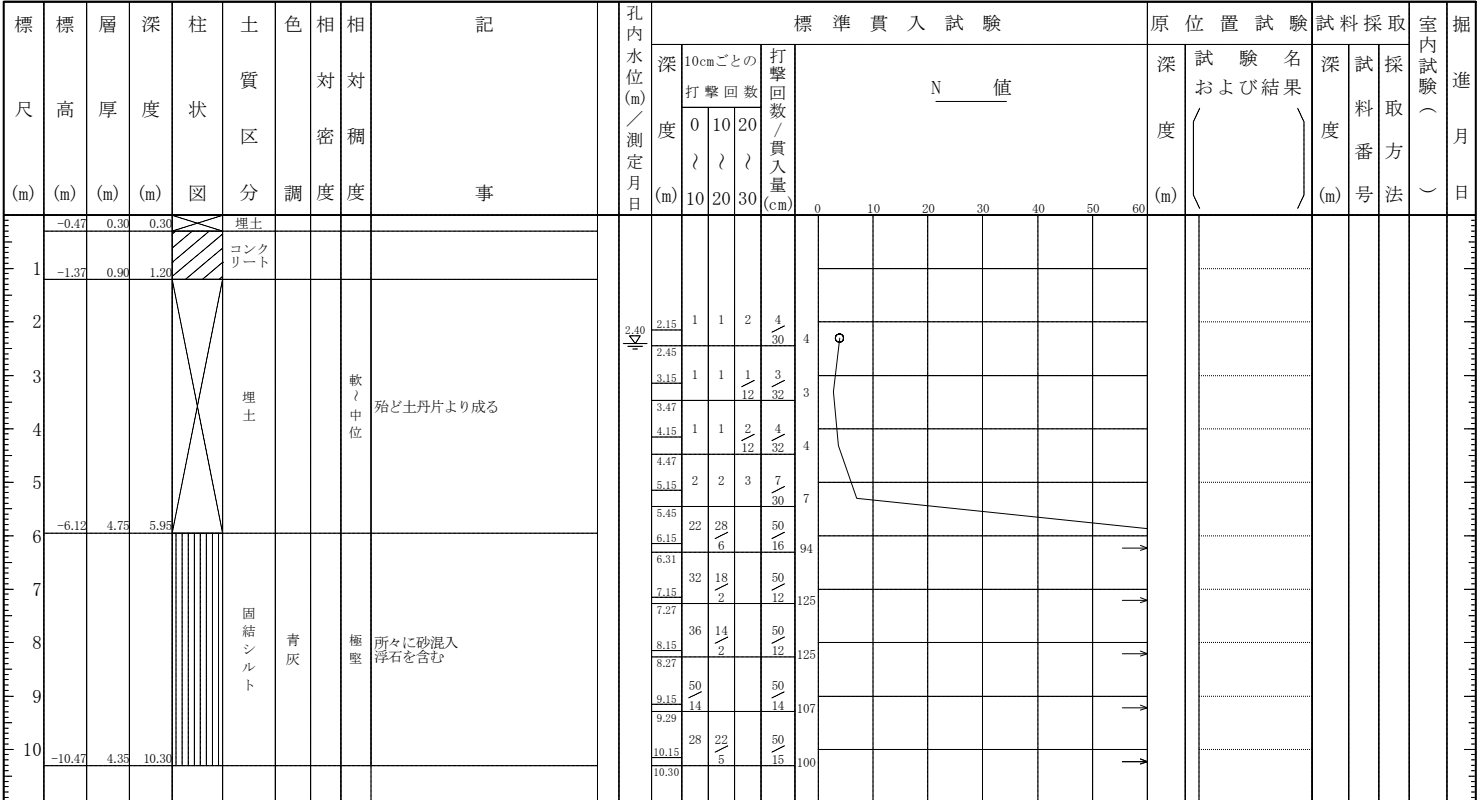 標尺(m)
標高(m)
層厚(m)
深度(m)
柱状図
土質区分
色調
相対密度
相対稠度
記事
孔内水位(m)／測定月日
標準貫入試験
深度(m)
10cmごとの
打撃回数
0 10 20
～ ～ ～
10 20 30
打撃回数/貫入量(cm)
N 値
0 10 20 30 40 50 60
原位置試験
深度(m)
試験名
および結果
試料採取
深度(m)
試料番号
採取方法
室内試験( )
掘進月日
-0.47 0.30 0.30 埋土
コンク
リート
1 -1.37 0.90 1.20
2
2.40
2.15 1 1 2 4/30 4
2.45
3
3.15 1 1 1/12 3/32 3
3.47
埋土
軟～中位
殆ど土丹片より成る
4
4.15 1 1 2/12 4/32 4
4.47
5
5.15 2 2 3 7/30 7
5.45
-6.12 4.75 5.95
6
6.15 22 28/6 50/16 94
6.31
7
7.15 32 18/2 50/12 125
7.27
固結シルト
青灰
極堅
所々に砂混入
浮石を含む
8
8.15 36 14/2 50/12 125
8.27
9
9.15 50/14 50/14 107
9.29
10
10.15 28 22/5 50/15 100
-10.47 4.35 10.30
10.30